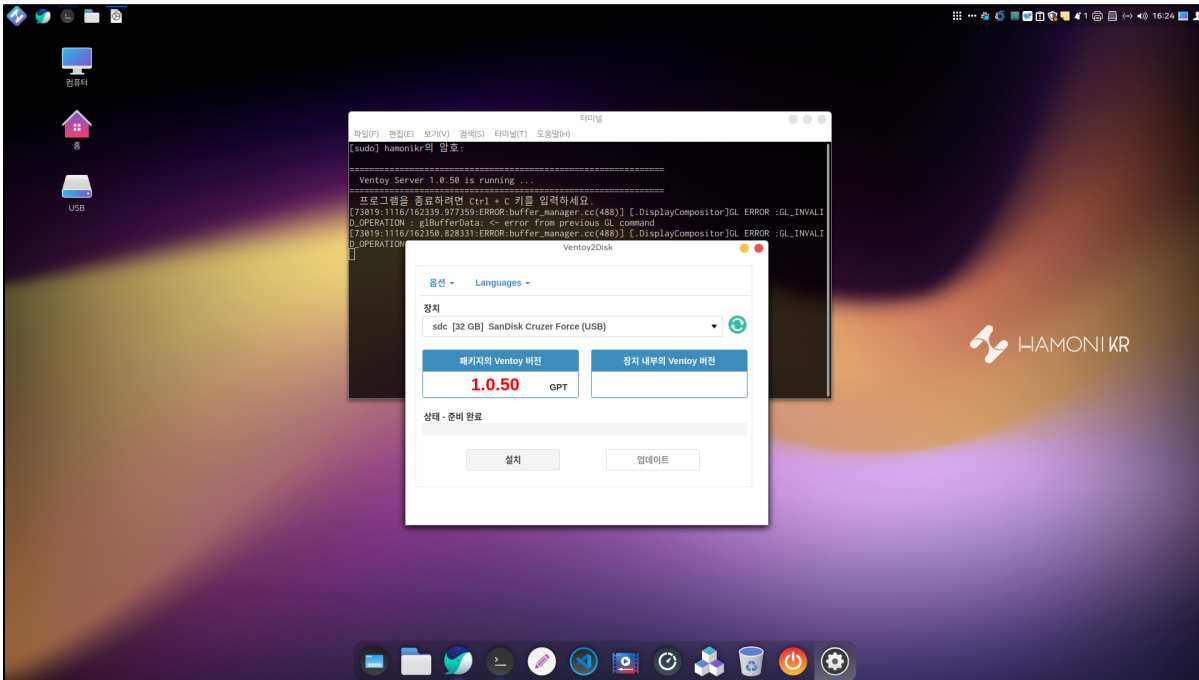 1 16:24
컴퓨터
홈
USB
터미널
파일(F) 편집(E) 보기(V) 검색(S) 터미널(T) 도움말(H)
[sudo] hamonikr의 암호:
==============================================================
Ventoy Server 1.0.50 is running ...
==============================================================
프로그램을 종료하려면 Ctrl + C 키를 입력하세요.
[73019:1116/162339.977359:ERROR:buffer_manager.cc(488)] [.DisplayCompositor]GL ERROR :GL_INVALI
D_OPERATION : glBufferData: <- error from previous GL command
[73019:1116/162350.828331:ERROR:buffer_manager.cc(488)] [.DisplayCompositor]GL ERROR :GL_INVALI
D_OPERATION
Ventoy2Disk
옵션 Languages
장치
sdc [32 GB] SanDisk Cruzer Force (USB)
패키지의 Ventoy 버전 장치 내부의 Ventoy 버전
1.0.50 GPT
상태 - 준비 완료
설치 업데이트
HAMONIKR